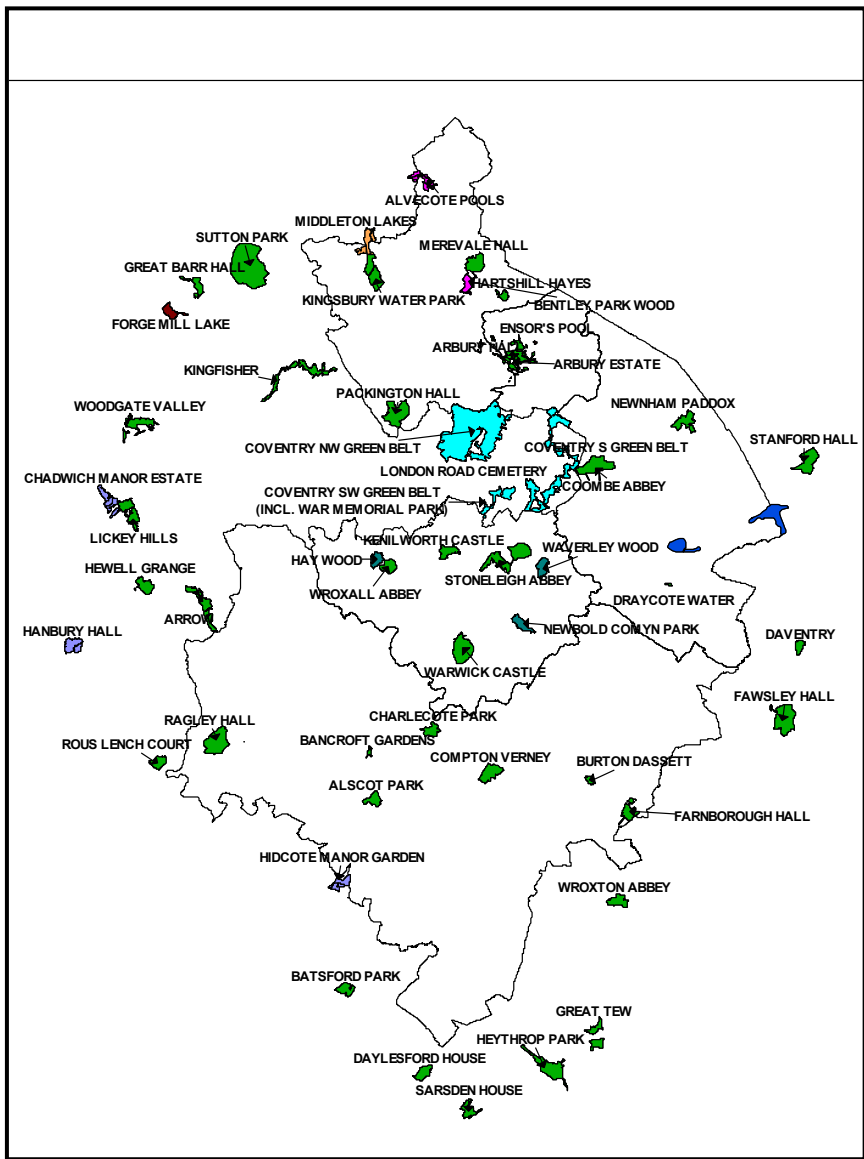 ALVECOTE POOLS
MIDDLETON LAKES
SUTTON PARK
MEREVALE HALL
GREAT BARR HALL
HARTSHILL HAYES
KINGSBURY WATER PARK
BENTLEY PARK WOOD
FORGE MILL LAKE
ENSOR'S POOL
ARBURY HALL
ARBURY ESTATE
KINGFISHER
PACKINGTON HALL
WOODGATE VALLEY
NEWNHAM PADDOX
STANFORD HALL
COVENTRY NW GREEN BELT
COVENTRY S GREEN BELT
LONDON ROAD CEMETERY
CHADWICH MANOR ESTATE
COOMBE ABBEY
COVENTRY SW GREEN BELT
(INCL. WAR MEMORIAL PARK)
LICKEY HILLS
KENILWORTH CASTLE
WAVERLEY WOOD
HAY WOOD
HEWELL GRANGE
STONELEIGH ABBEY
WROXALL ABBEY
DRAYCOTE WATER
ARROW
HANBURY HALL
NEWBOLD COMYN PARK
DAVENTRY
WARWICK CASTLE
FAWSLEY HALL
RAGLEY HALL
CHARLECOTE PARK
ROUS LENCH COURT
BANCROFT GARDENS
COMPTON VERNEY
BURTON DASSETT
ALSCOT PARK
FARNBOROUGH HALL
HIDCOTE MANOR GARDEN
WROXTON ABBEY
BATSFORD PARK
GREAT TEW
HEYTHROP PARK
DAYLESFORD HOUSE
SARSDEN HOUSE